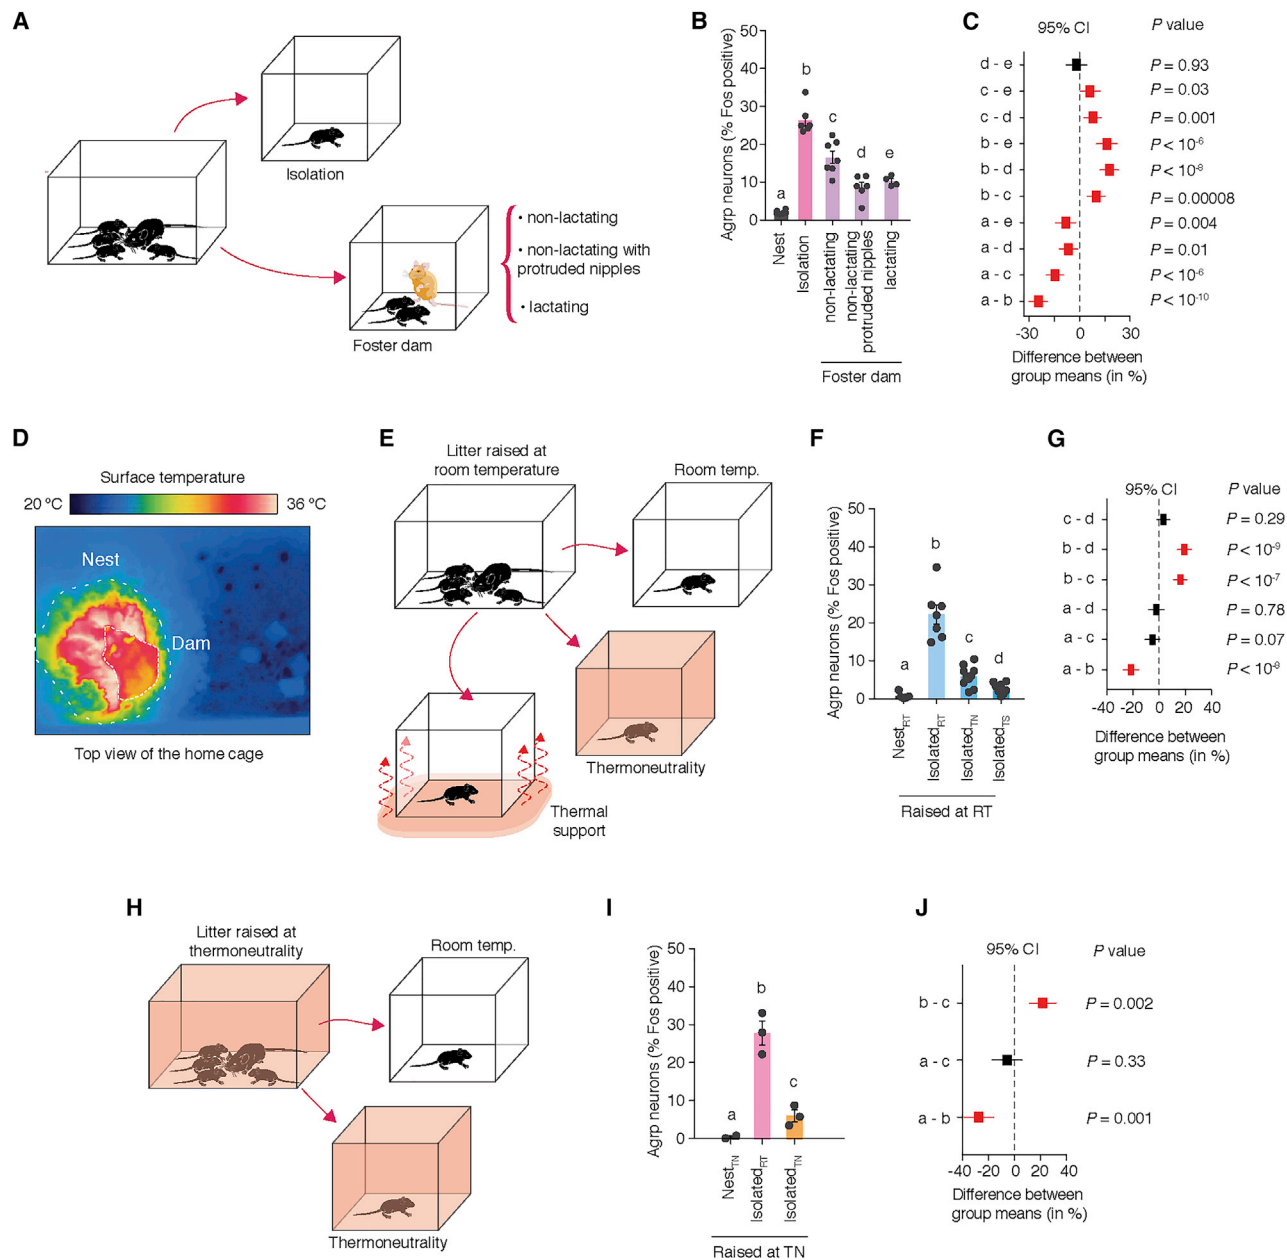 A
Isolation
Foster dam
• non-lactating
• non-lactating with
protruded nipples
• lactating
B
Agrp neurons (% Fos positive)
50
40
30
20
10
0
a
b
c
d
e
Nest
Isolation
non-lactating
non-lactating
protruded nipples
lactating
Foster dam
C
95% CI
P value
d - e
P = 0.93
c - e
P = 0.03
c - d
P = 0.001
b - e
P < 10-6
b - d
P < 10-8
b - c
P = 0.00008
a - e
P = 0.004
a - d
P = 0.01
a - c
P < 10-6
a - b
P < 10-10
-30
0
30
Difference between
group means (in %)
D
Surface temperature
20 ºC
36 ºC
Nest
Dam
Top view of the home cage
E
Litter raised at
room temperature
Room temp.
Thermoneutrality
Thermal
support
F
Agrp neurons (% Fos positive)
50
40
30
20
10
0
a
b
c
d
NestRT
IsolatedRT
IsolatedTN
IsolatedTS
Raised at RT
G
95% CI
P value
c - d
P = 0.29
b - d
P < 10-9
b - c
P < 10-7
a - d
P = 0.78
a - c
P = 0.07
a - b
P < 10-8
-40
-20
0
20
40
Difference between
group means (in %)
H
Litter raised at
thermoneutrality
Room temp.
Thermoneutrality
I
Agrp neurons (% Fos positive)
50
40
30
20
10
0
a
b
c
NestTN
IsolatedRT
IsolatedTN
Raised at TN
J
95% CI
P value
b - c
P = 0.002
a - c
P = 0.33
a - b
P = 0.001
-40
-20
0
20
40
Difference between
group means (in %)